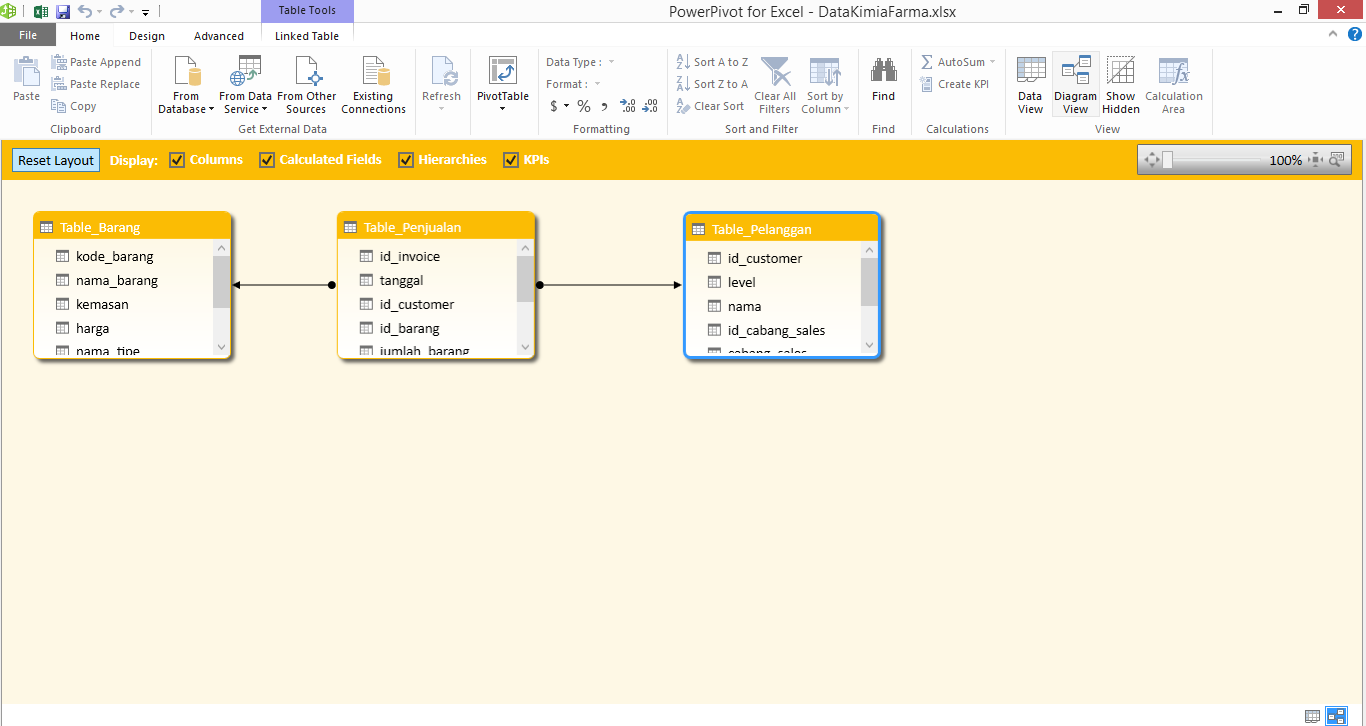 Table Tools
PowerPivot for Excel - DataKimiaFarma.xlsx
File Home Design Advanced Linked Table
Paste
Paste Append
Paste Replace
Copy
Clipboard
From Database
From Data Service
From Other Sources
Existing Connections
Get External Data
Refresh
PivotTable
Data Type :
Format :
$ % ,
Formatting
Sort A to Z
Sort Z to A
Clear Sort
Clear All Filters
Sort by Column
Sort and Filter
Find
Find
AutoSum
Create KPI
Calculations
Data View
Diagram View
Show Hidden
Calculation Area
View
Reset Layout Display: Columns Calculated Fields Hierarchies KPIs 100%
Table_Barang
kode_barang
nama_barang
kemasan
harga
nama_tipe
Table_Penjualan
id_invoice
tanggal
id_customer
id_barang
jumlah_barang
Table_Pelanggan
id_customer
level
nama
id_cabang_sales
cabang_sales